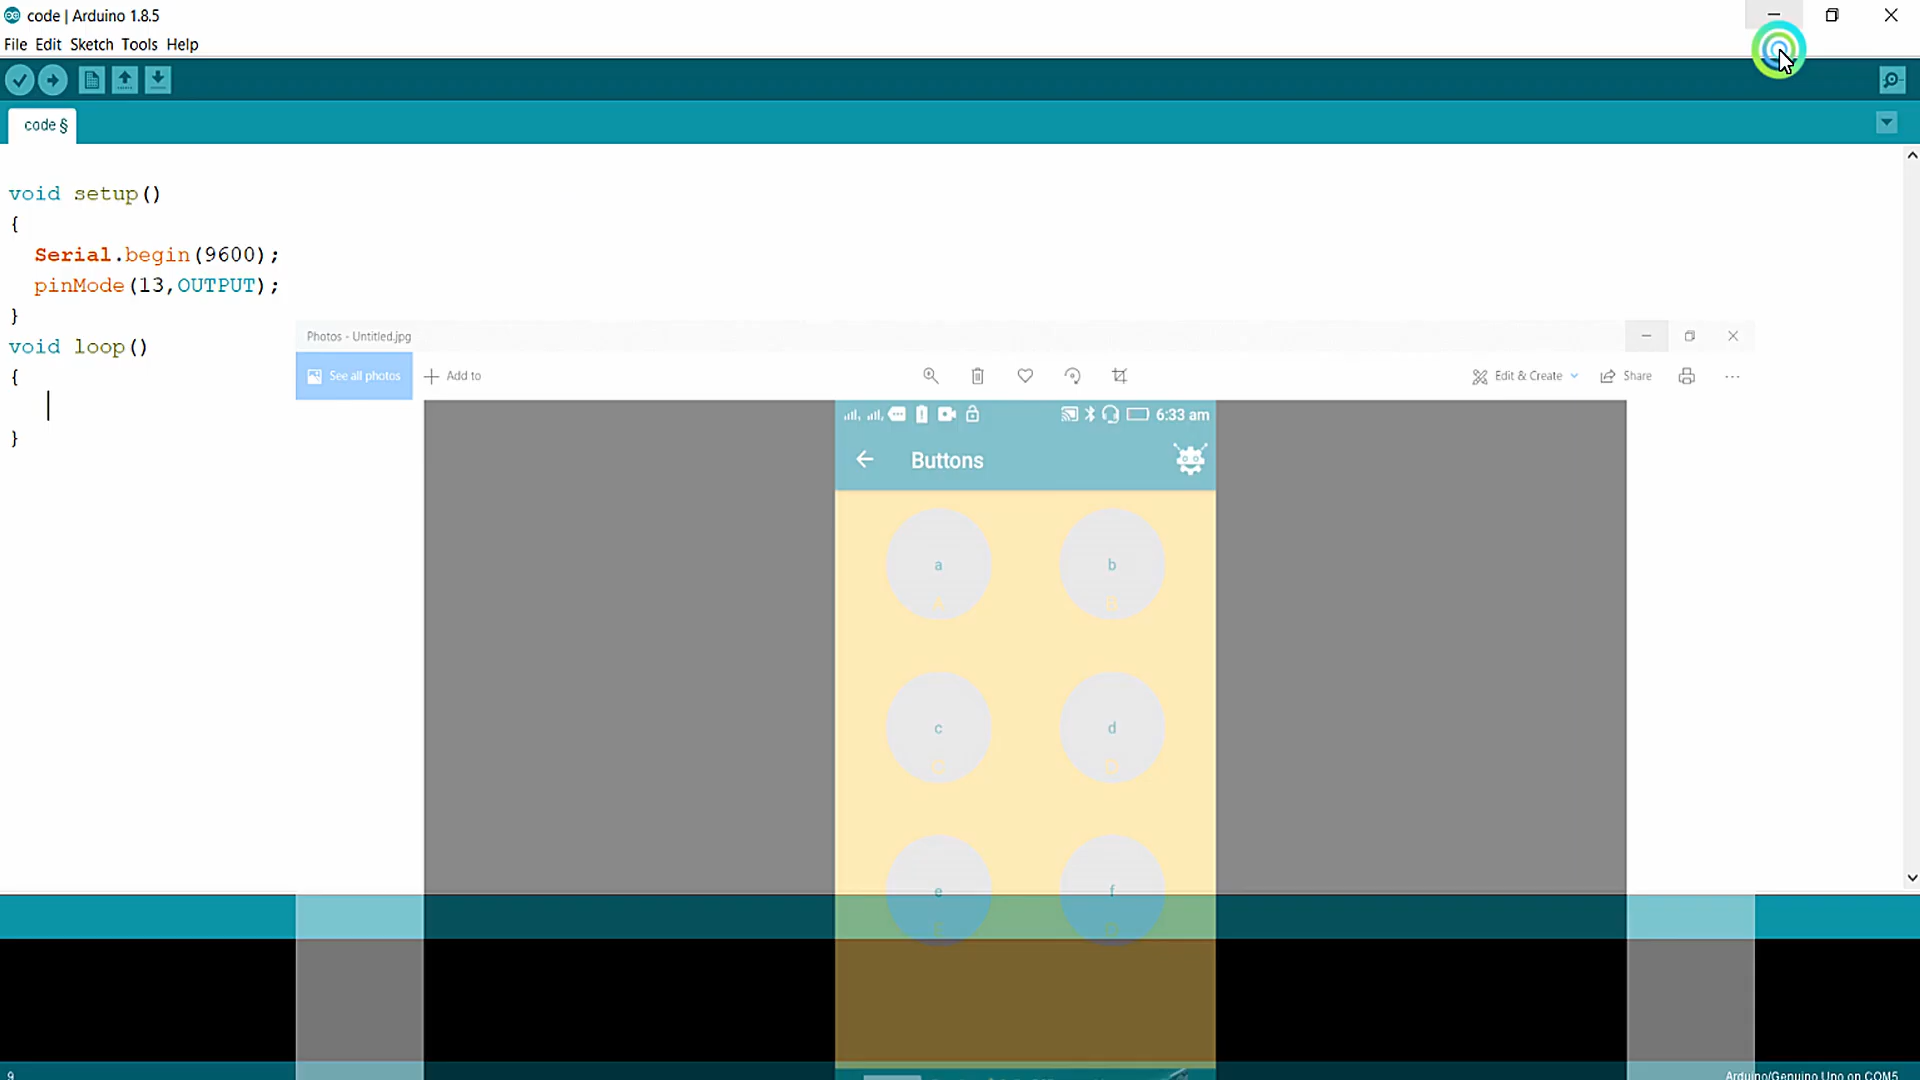 code | Arduino 1.8.5
File Edit Sketch Tools Help
code §
void setup()
{
Serial.begin(9600);
pinMode(13,OUTPUT);
}
void loop()
{
}
Photos - Untitled.jpg
See all photos
Add to
Edit & Create
Share
6:33 am
Buttons
a
b
A
B
c
d
C
D
e
f
E
9
Arduino/Genuino Uno on COM5